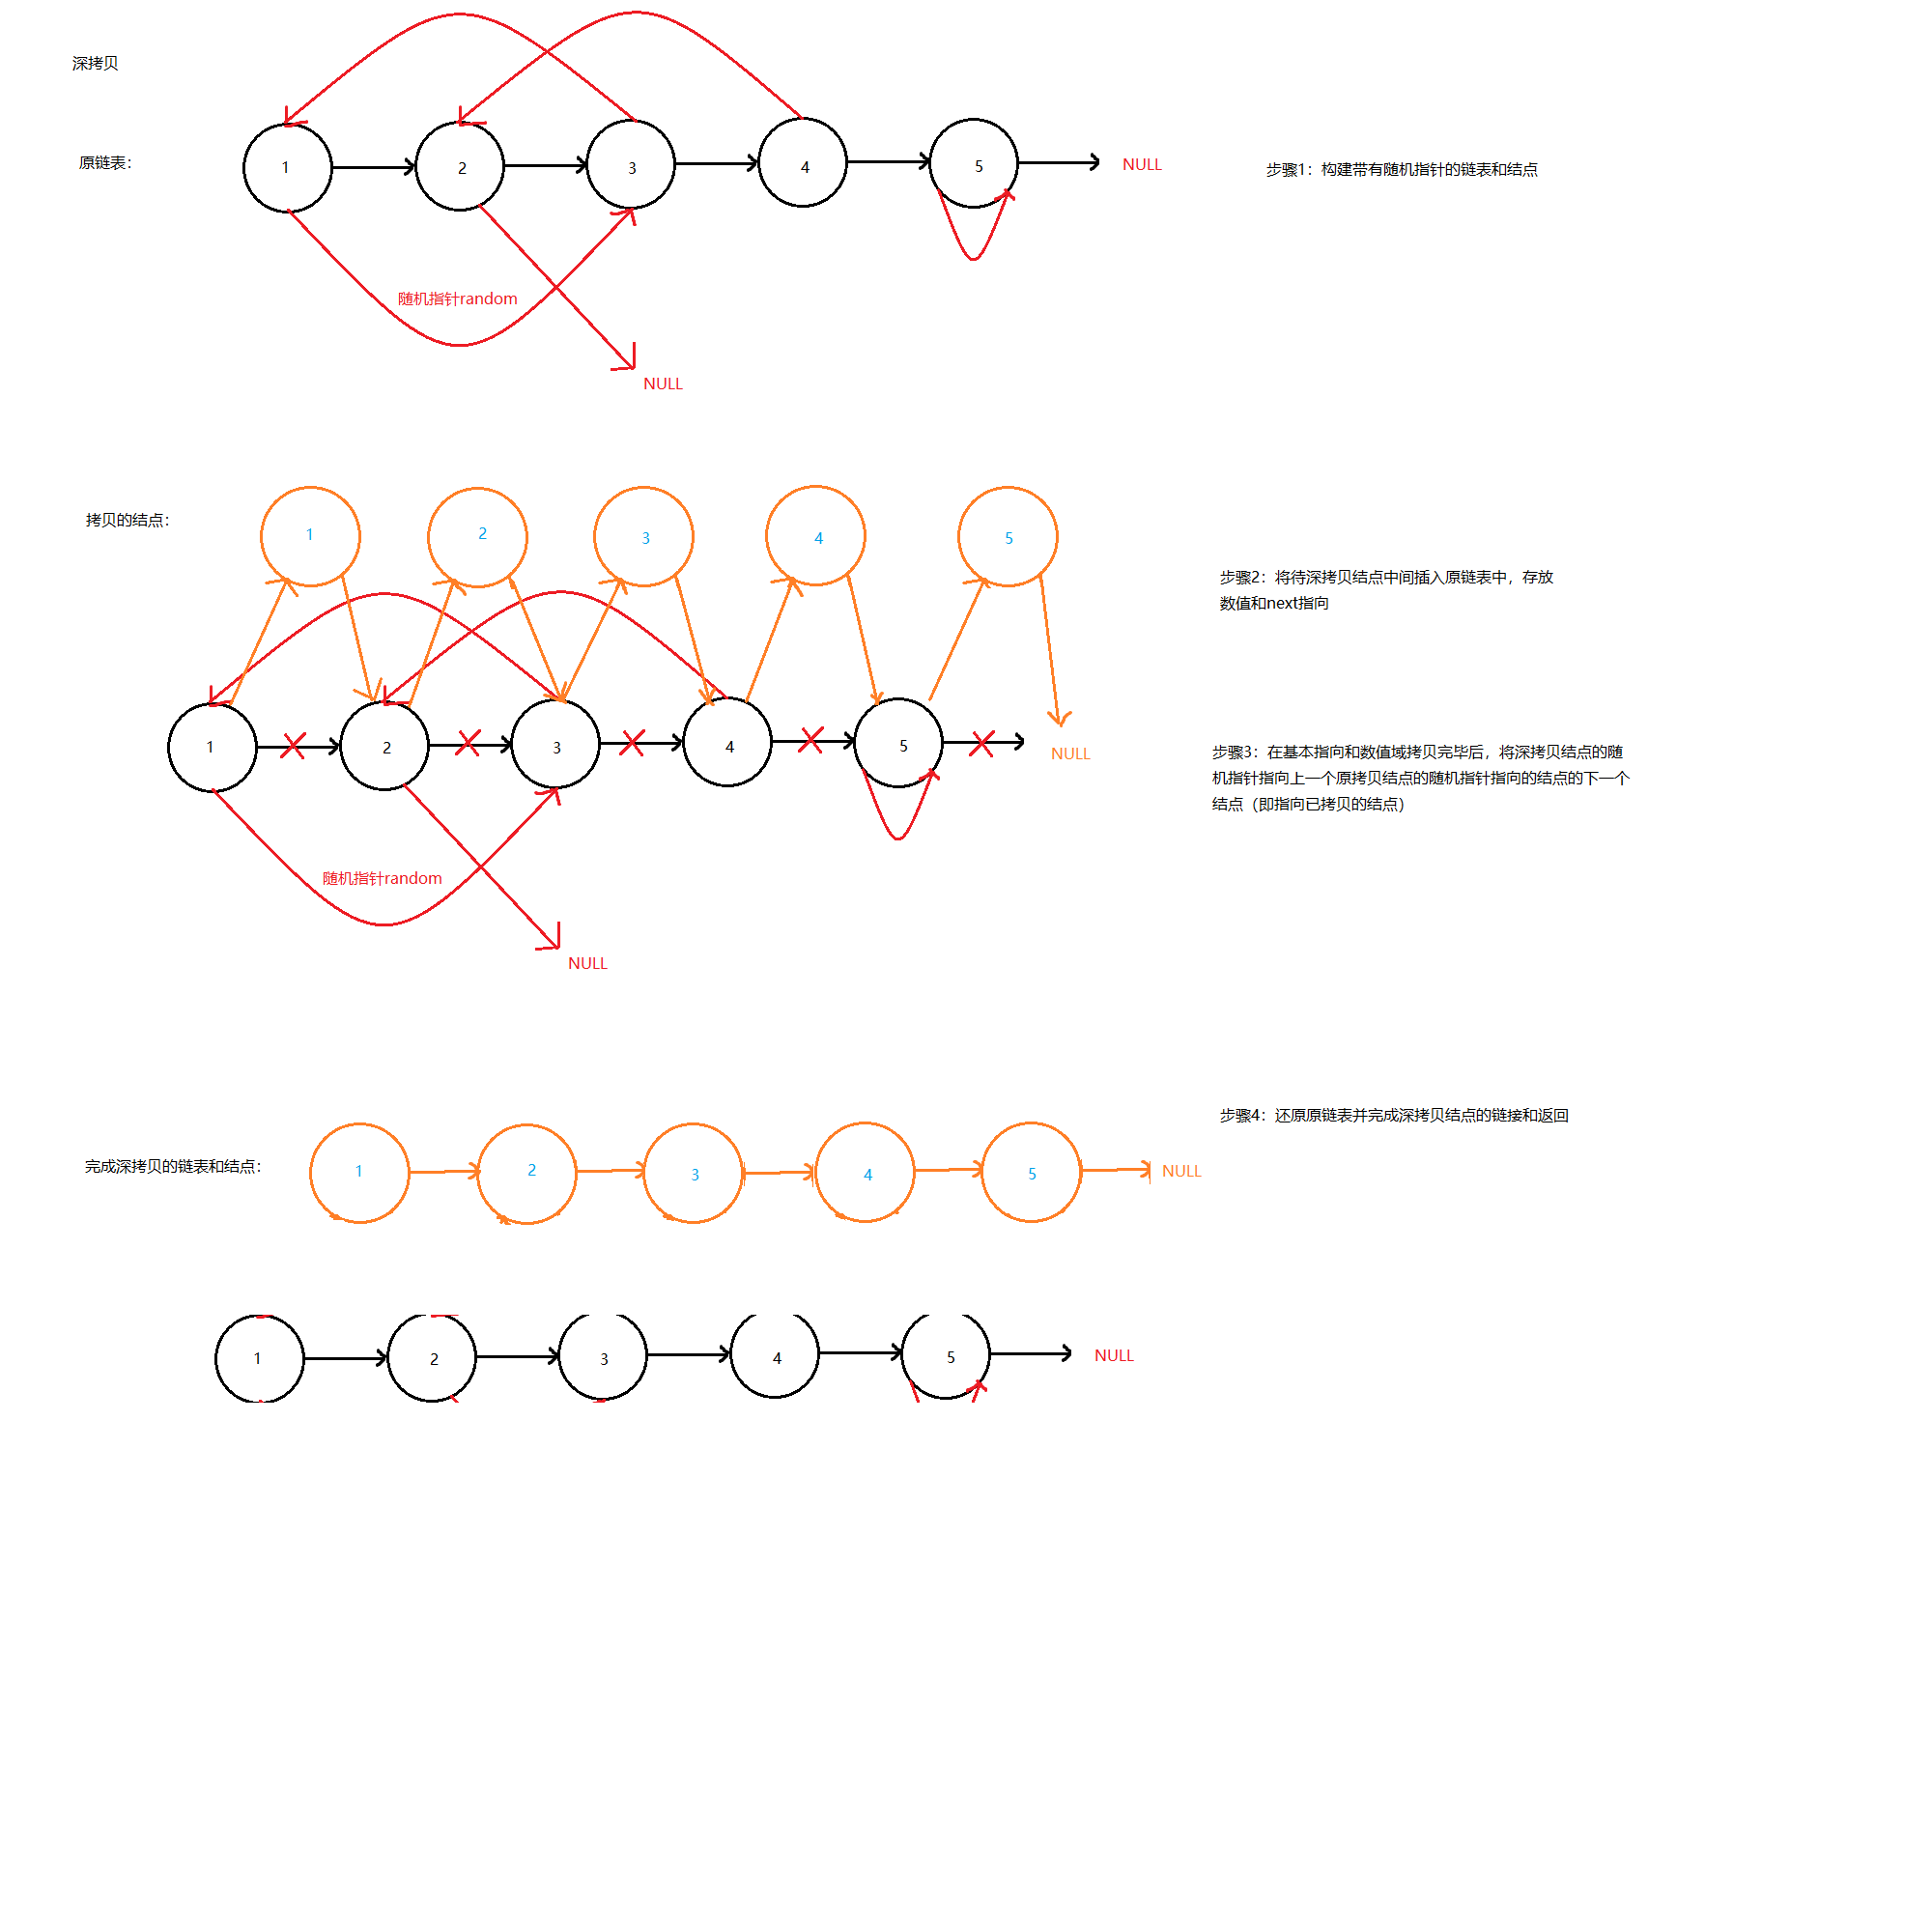 深拷贝
原链表：
1
2
3
4
5
NULL
步骤1：构建带有随机指针的链表和结点
随机指针random
NULL
拷贝的结点：
1
2
3
4
5
步骤2：将待深拷贝结点中间插入原链表中，存放
数值和next指向
1
2
3
4
5
NULL
步骤3：在基本指向和数值域拷贝完毕后，将深拷贝结点的随
机指针指向上一个原拷贝结点的随机指针指向的结点的下一个
结点（即指向已拷贝的结点）
随机指针random
NULL
步骤4：还原原链表并完成深拷贝结点的链接和返回
完成深拷贝的链表和结点：
1
2
3
4
5
NULL
1
2
3
4
5
NULL